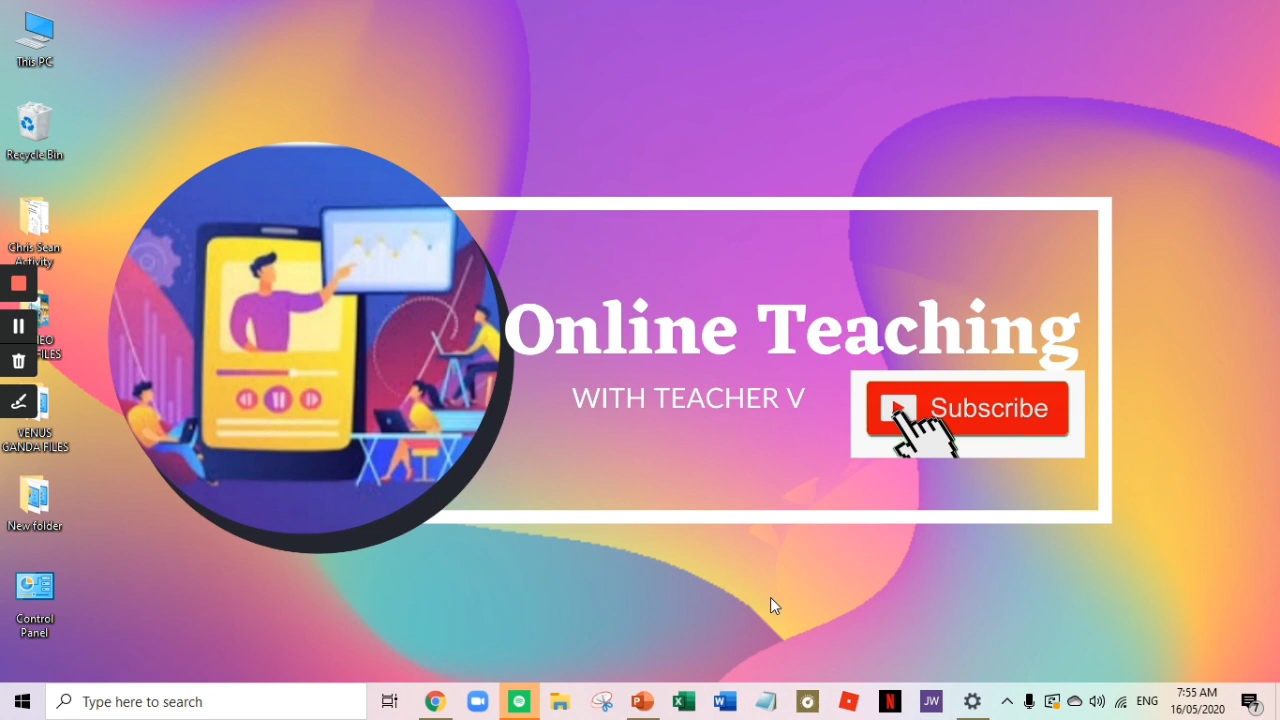 This PC
Recycle Bin
Chris Sean
Activity
FILES
VENUS
GANDA FILES
New folder
Control
Panel
Online Teaching
WITH TEACHER V
Subscribe
Type here to search
JW
ENG
7:55 AM
16/05/2020
7